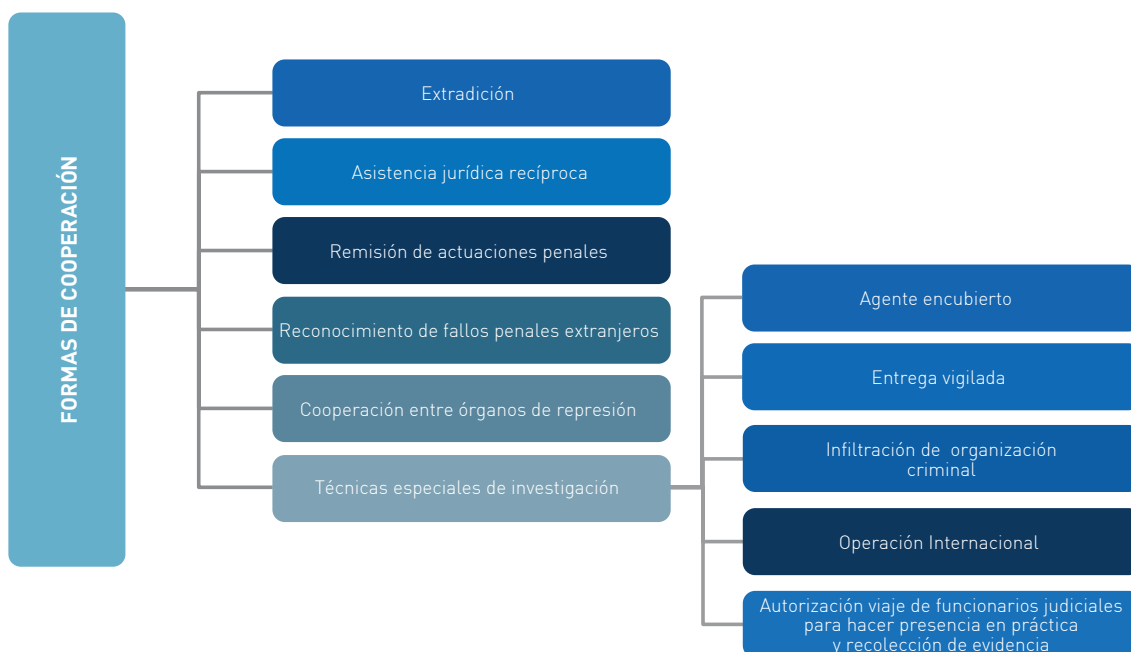 FORMAS DE COOPERACIÓN
Extradición
Asistencia jurídica recíproca
Remisión de actuaciones penales
Reconocimiento de fallos penales extranjeros
Cooperación entre órganos de represión
Técnicas especiales de investigación
Agente encubierto
Entrega vigilada
Infiltración de organización
criminal
Operación Internacional
Autorización viaje de funcionarios judiciales
para hacer presencia en práctica
y recolección de evidencia